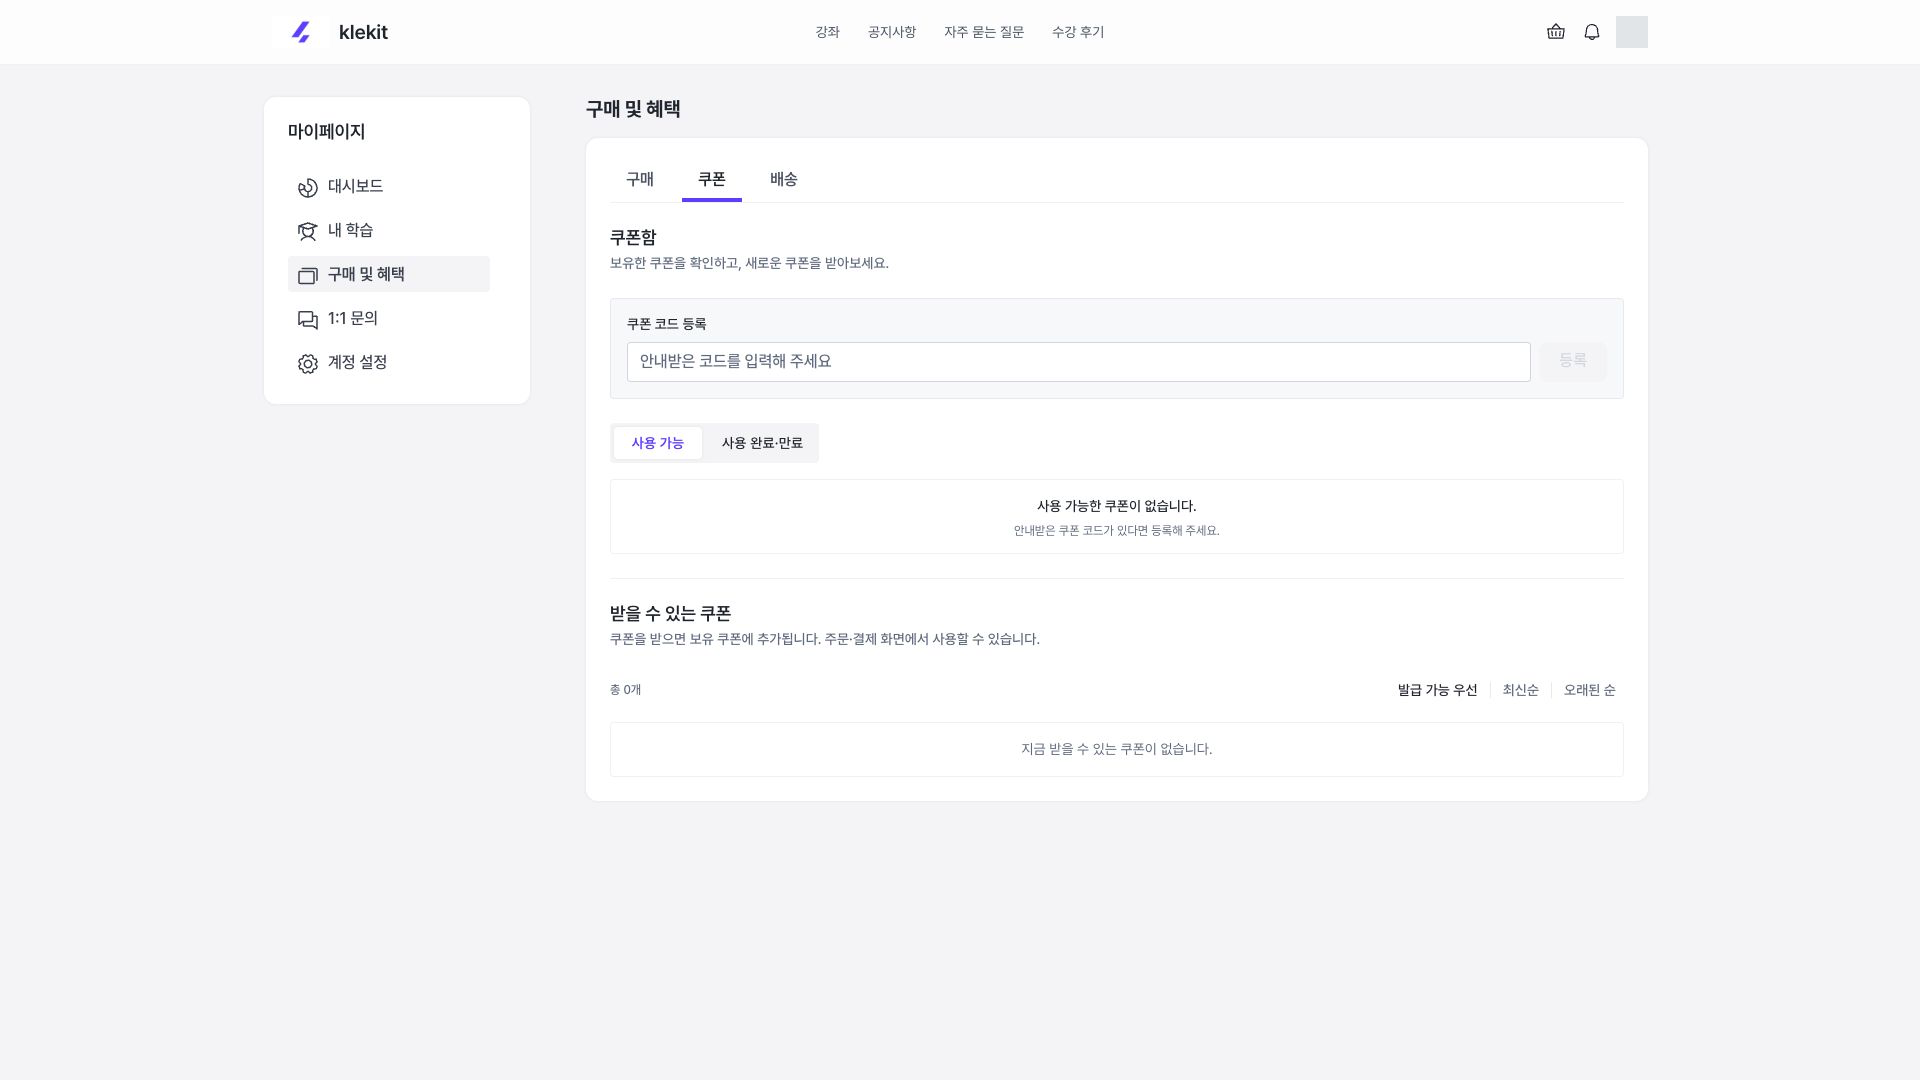 klekit
강좌
공지사항
자주 묻는 질문
수강 후기
마이페이지
대시보드
내 학습
구매 및 혜택
1:1 문의
계정 설정
구매 및 혜택
구매
쿠폰
배송
쿠폰함
보유한 쿠폰을 확인하고, 새로운 쿠폰을 받아보세요.
쿠폰 코드 등록
안내받은 코드를 입력해 주세요
등록
사용 가능
사용 완료·만료
사용 가능한 쿠폰이 없습니다.
안내받은 쿠폰 코드가 있다면 등록해 주세요.
받을 수 있는 쿠폰
쿠폰을 받으면 보유 쿠폰에 추가됩니다. 주문·결제 화면에서 사용할 수 있습니다.
총 0개
발급 가능 우선
최신순
오래된 순
지금 받을 수 있는 쿠폰이 없습니다.